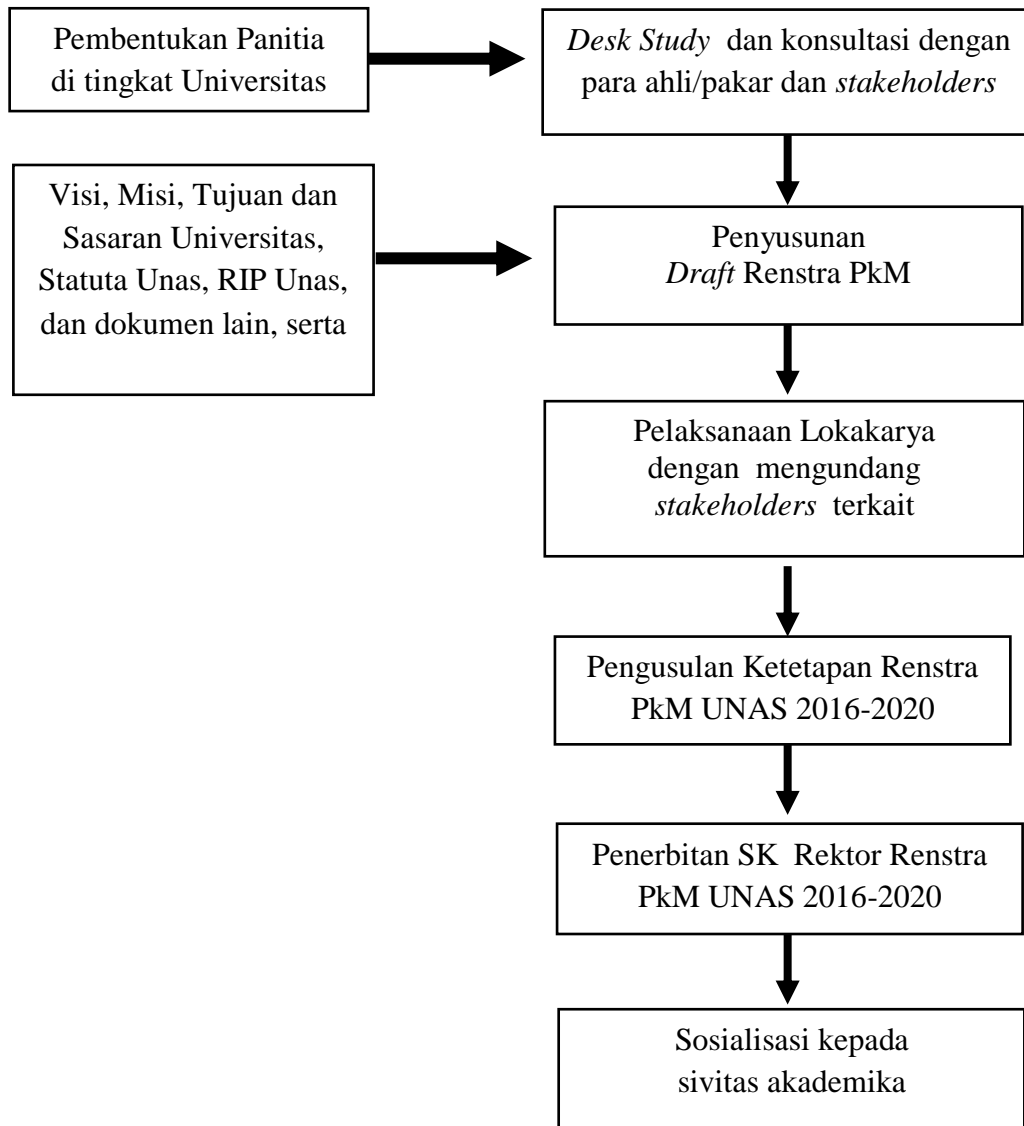 Pembentukan Panitia
di tingkat Universitas
Desk Study dan konsultasi dengan
para ahli/pakar dan stakeholders
Visi, Misi, Tujuan dan
Sasaran Universitas,
Statuta Unas, RIP Unas,
dan dokumen lain, serta
Penyusunan
Draft Renstra PkM
Pelaksanaan Lokakarya
dengan mengundang
stakeholders terkait
Pengusulan Ketetapan Renstra
PkM UNAS 2016-2020
Penerbitan SK Rektor Renstra
PkM UNAS 2016-2020
Sosialisasi kepada
sivitas akademika